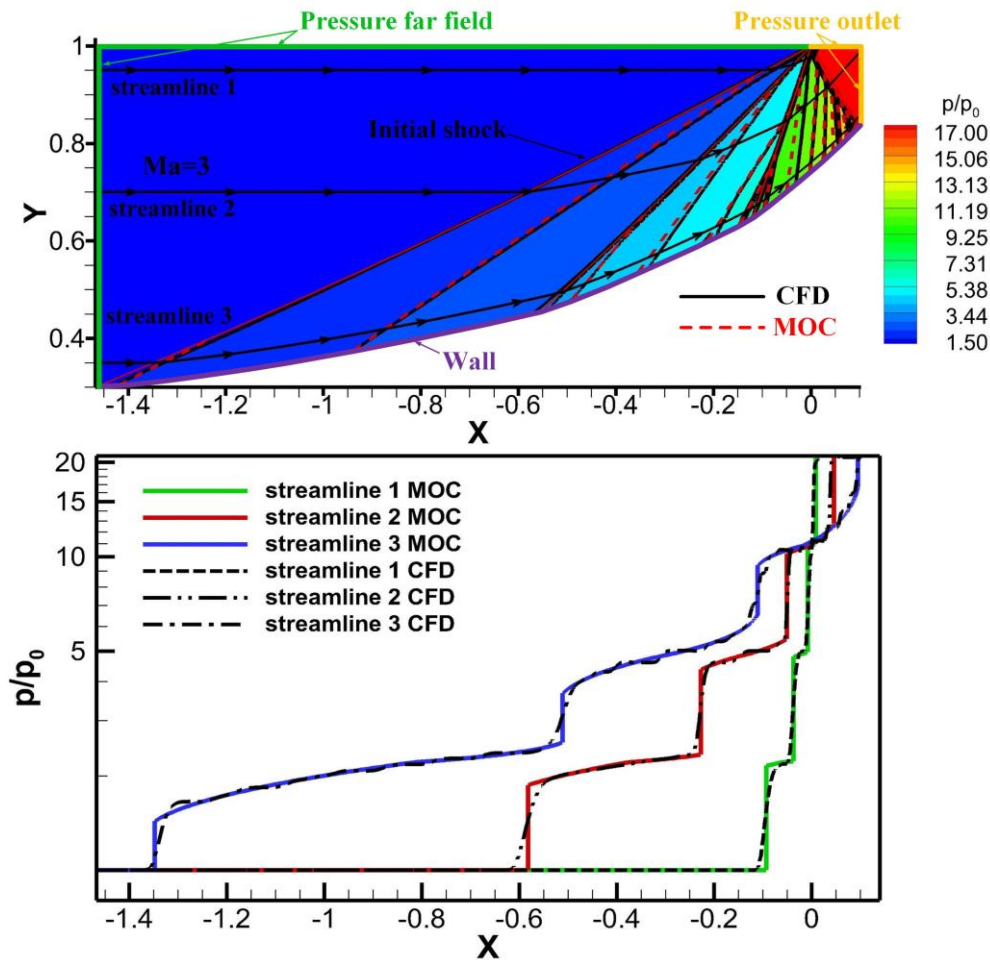 Pressure far field
Pressure outlet
1
streamline 1
p/p0
Initial shock
17.00
0.8
15.06
Ma=3
13.13
Y
streamline 2
11.19
0.6
9.25
7.31
CFD
5.38
streamline 3
MOC
3.44
0.4
Wall
1.50
-1.4 -1.2 -1 -0.8 -0.6 -0.4 -0.2 0
X
20
streamline 1 MOC
15
streamline 2 MOC
streamline 3 MOC
10
streamline 1 CFD
streamline 2 CFD
streamline 3 CFD
5
p/p0
-1.4 -1.2 -1 -0.8 -0.6 -0.4 -0.2 0
X